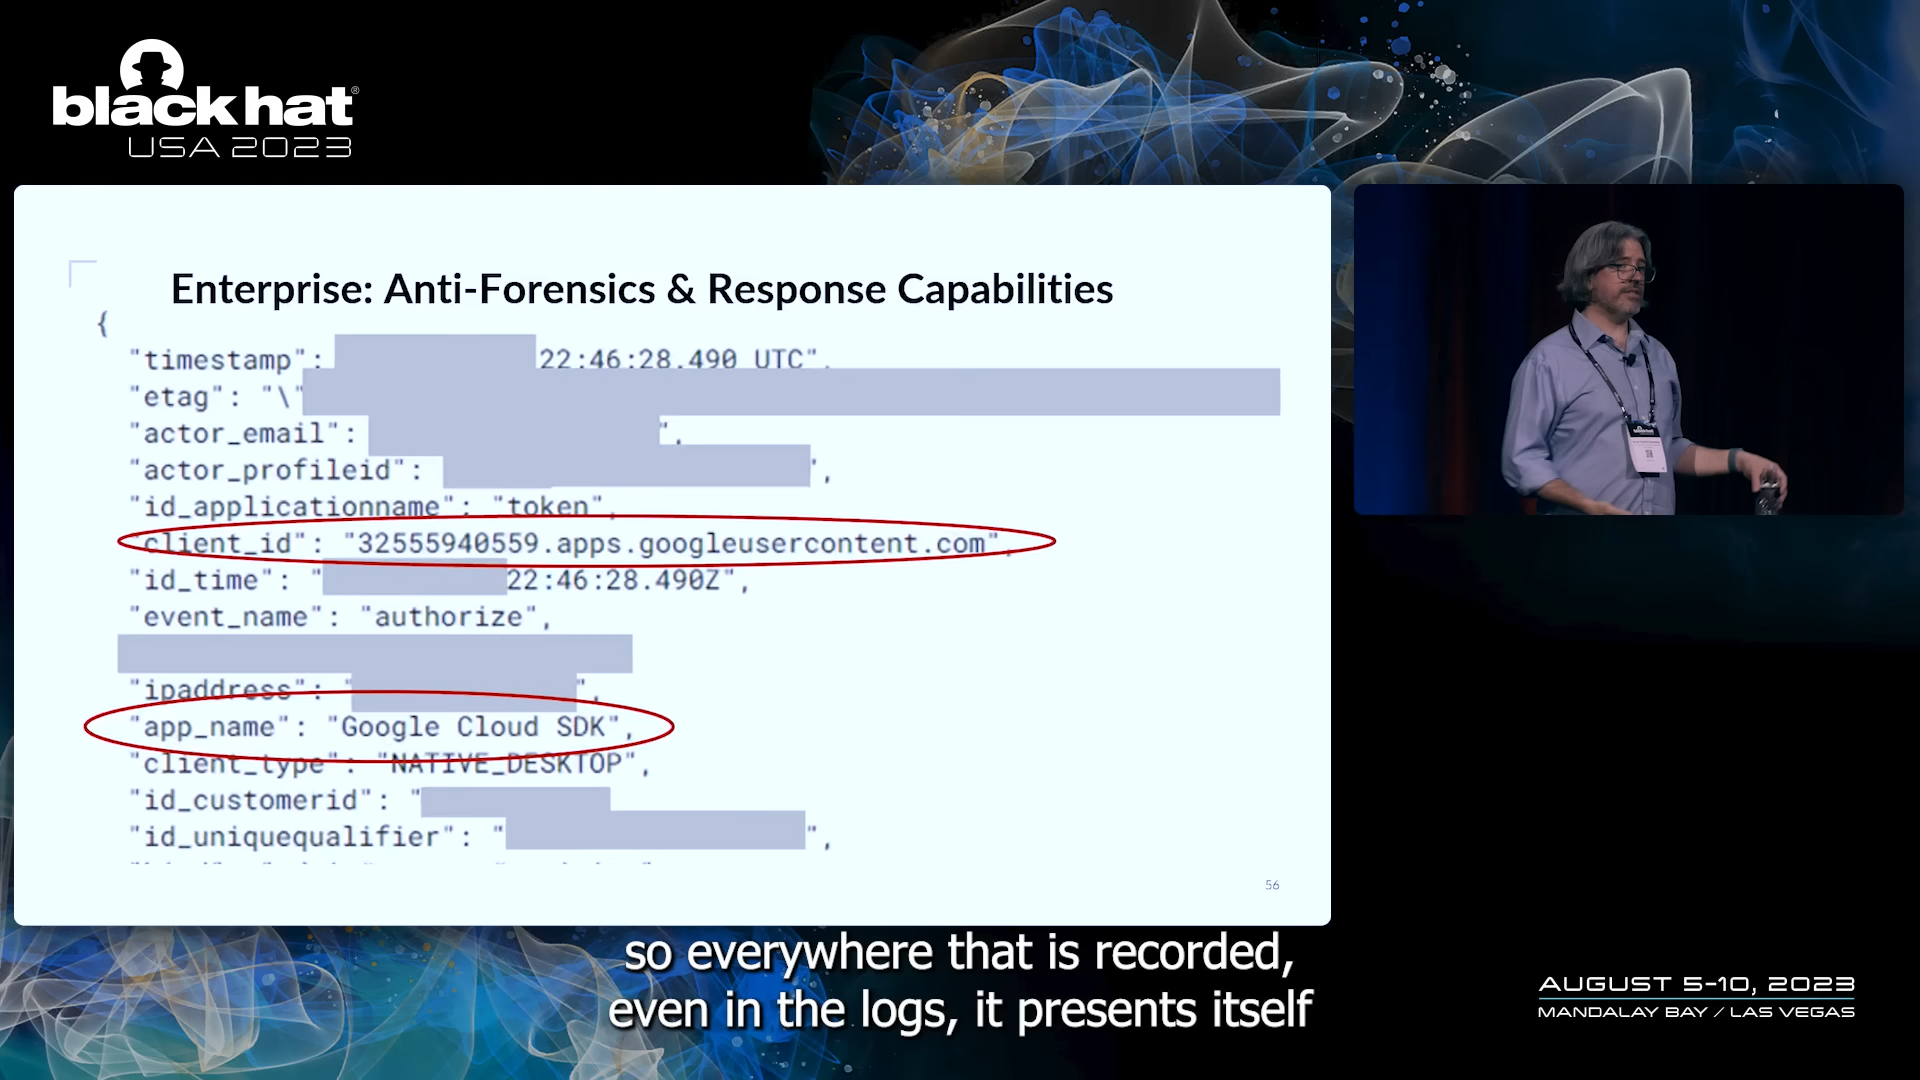 black hat®
USA 2023
Enterprise: Anti-Forensics & Response Capabilities
{
"timestamp": 22:46:28.490 UTC",
"etag": "\"
"actor_email": ",
"actor_profileid": ",
"id_applicationname": "token",
"client_id": "32555940559.apps.googleusercontent.com",
"id_time": "22:46:28.490Z",
"event_name": "authorize",
"ipaddress": "",
"app_name": "Google Cloud SDK",
"client_type": "NATIVE_DESKTOP",
"id_customerid": "
"id_uniquequalifier": "",
56
black hat
so everywhere that is recorded,
even in the logs, it presents itself
AUGUST 5-10, 2023
MANDALAY BAY / LAS VEGAS